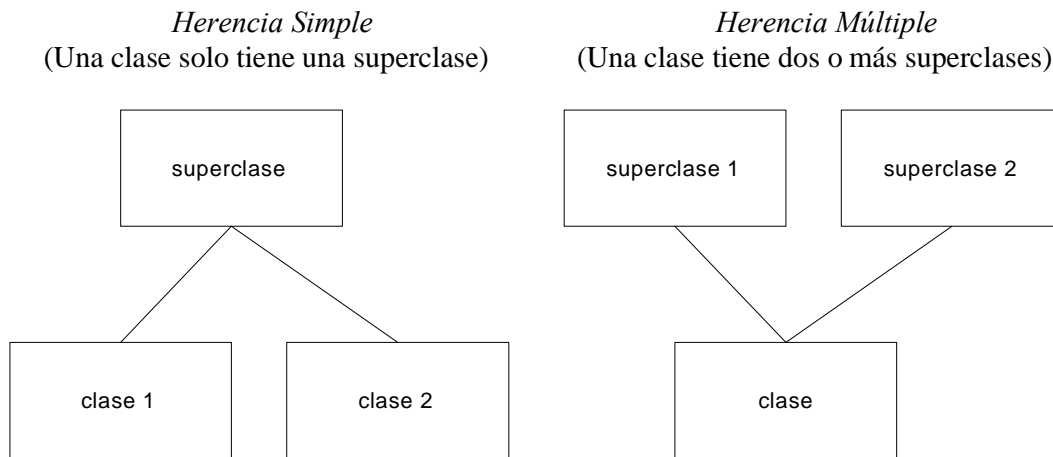 Herencia Simple
(Una clase solo tiene una superclase)
superclase
clase 1
clase 2
Herencia Múltiple
(Una clase tiene dos o más superclases)
superclase 1
superclase 2
clase